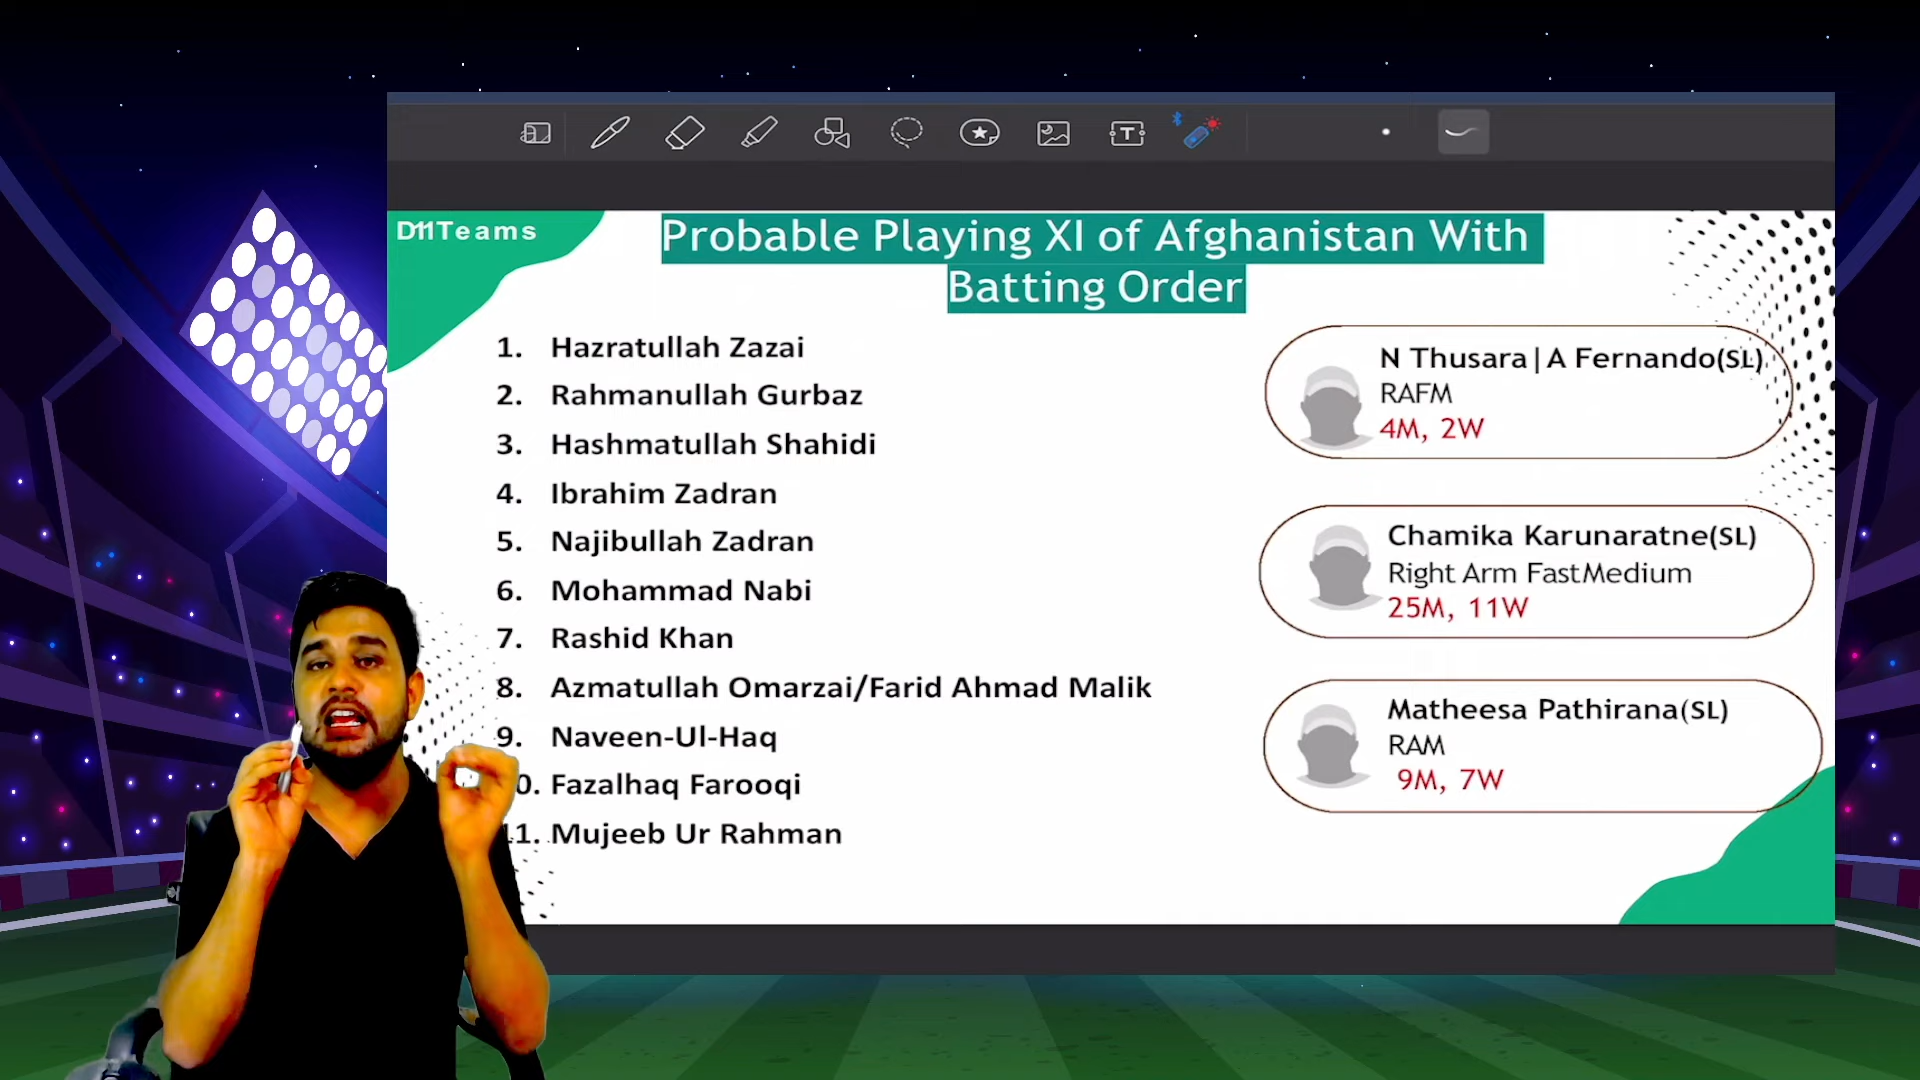 D11Teams
Probable Playing XI of Afghanistan With
Batting Order
1. Hazratullah Zazai
2. Rahmanullah Gurbaz
3. Hashmatullah Shahidi
4. Ibrahim Zadran
5. Najibullah Zadran
6. Mohammad Nabi
7. Rashid Khan
8. Azmatullah Omarzai/Farid Ahmad Malik
9. Naveen-Ul-Haq
0. Fazalhaq Farooqi
11. Mujeeb Ur Rahman
N Thusara|A Fernando(SL)
RAFM
4M, 2W
Chamika Karunaratne(SL)
Right Arm FastMedium
25M, 11W
Matheesa Pathirana(SL)
RAM
9M, 7W